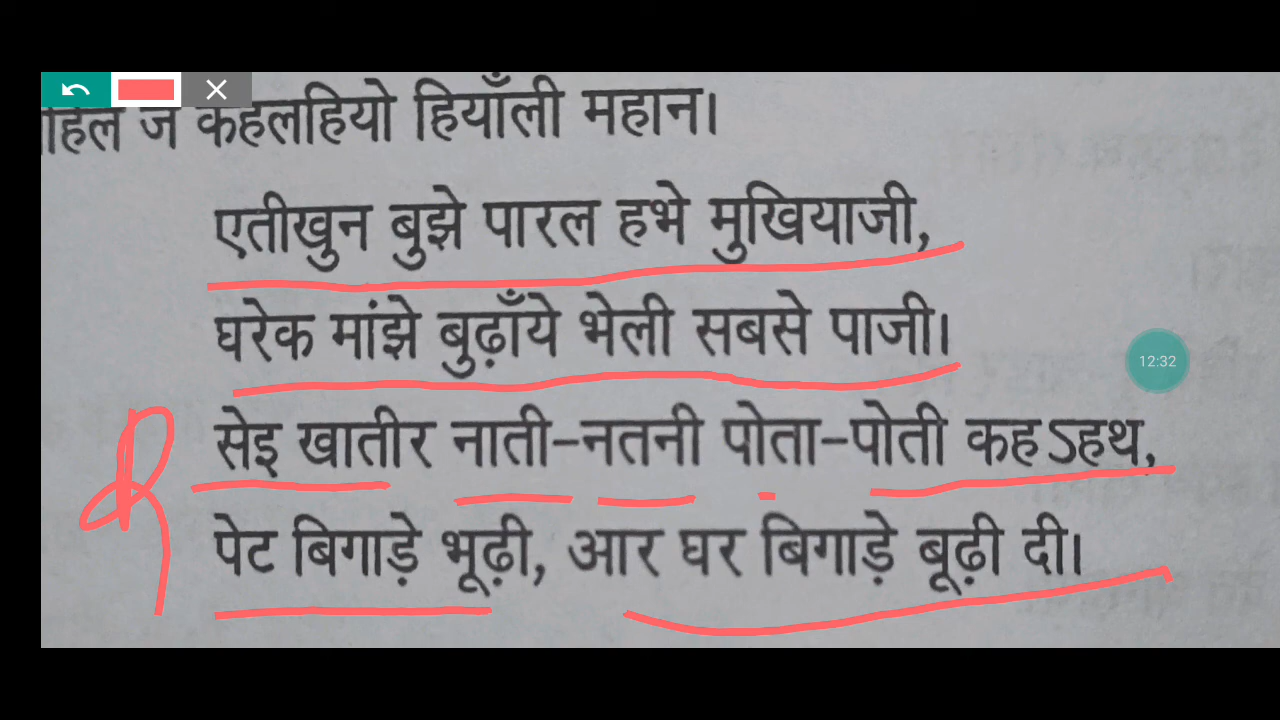 हिल ज कहलहियो हियाँली महान।
एतीखुन बुझे पारल हभे मुखियाजी,
घरेक मांझे बुढ़ाँये भेली सबसे पाजी।
12:32
सेइ खातीर नाती-नतनी पोता-पोती कहऽहथ,
पेट बिगाड़े भूढ़ी, आर घर बिगाड़े बूढ़ी दी।